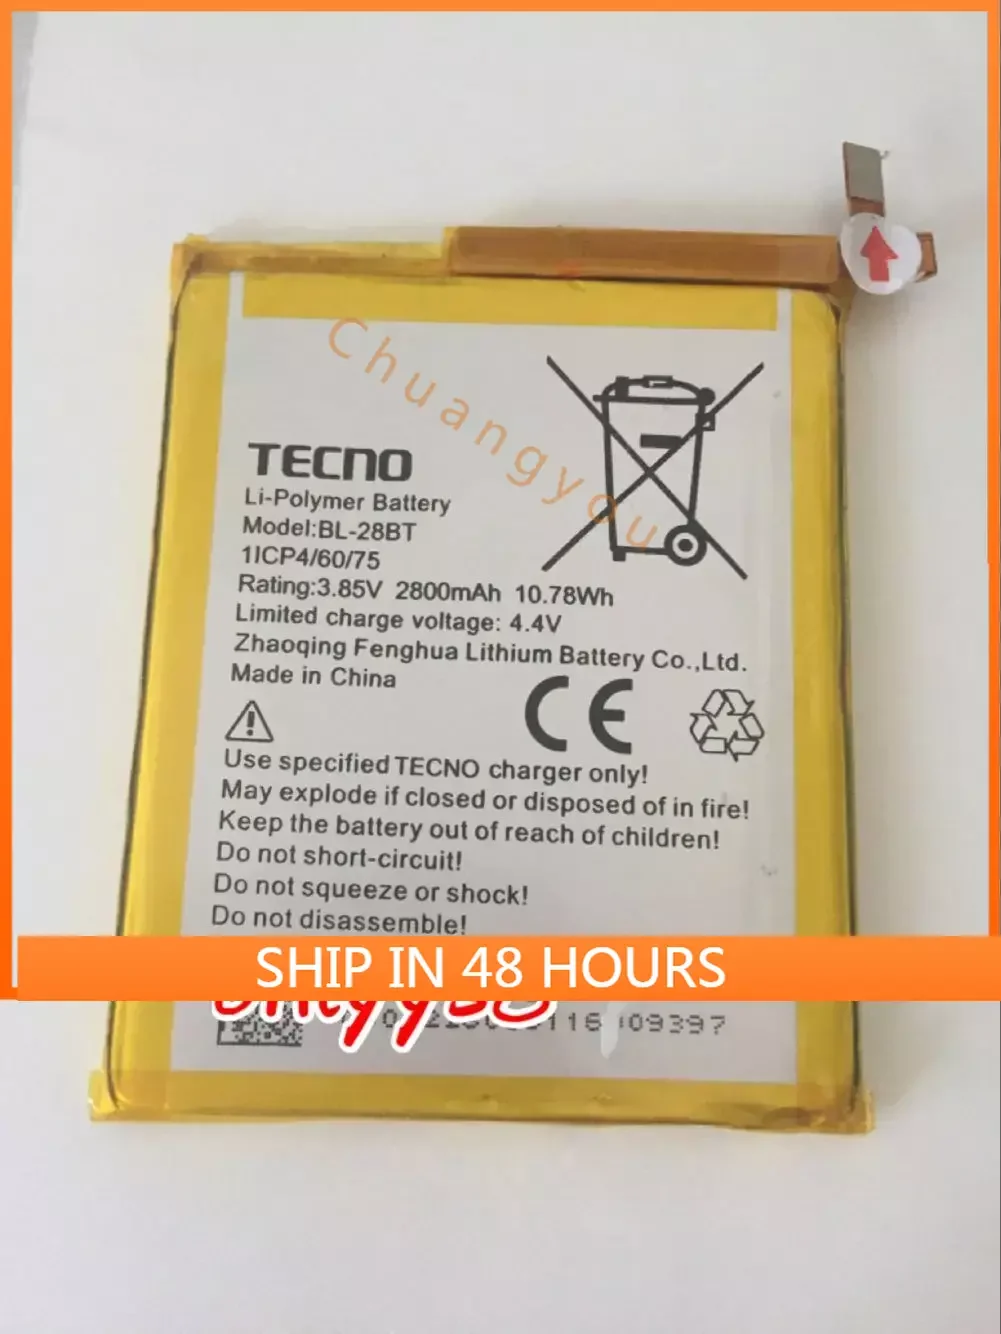 Chuangyou
TECNO
Li-Polymer Battery
Model:BL-28BT
1ICP4/60/75
Rating:3.85V 2800mAh 10.78Wh
Limited charge voltage: 4.4V
Zhaoqing Fenghua Lithium Battery Co.,Ltd.
Made in China
CE
Use specified TECNO charger only!
May explode if closed or disposed of in fire!
Keep the battery out of reach of children!
Do not short-circuit!
Do not squeeze or shock!
Do not disassemble!
SHIP IN 48 HOURS